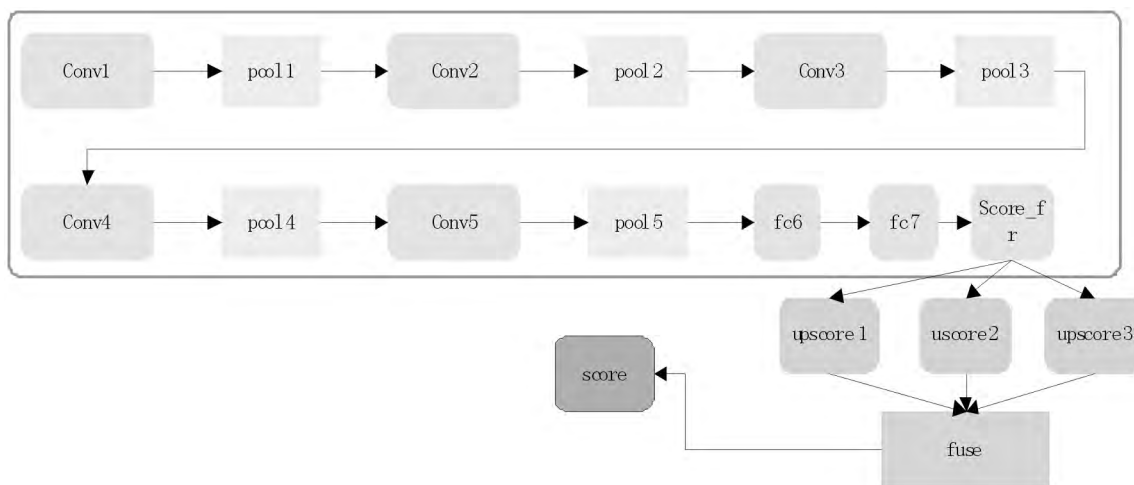 Conv1
pool1
Conv2
pool2
Conv3
pool3
Conv4
pool4
Conv5
pool5
fc6
fc7
Score_f
r
upscore1
uscore2
upscore3
score
fuse